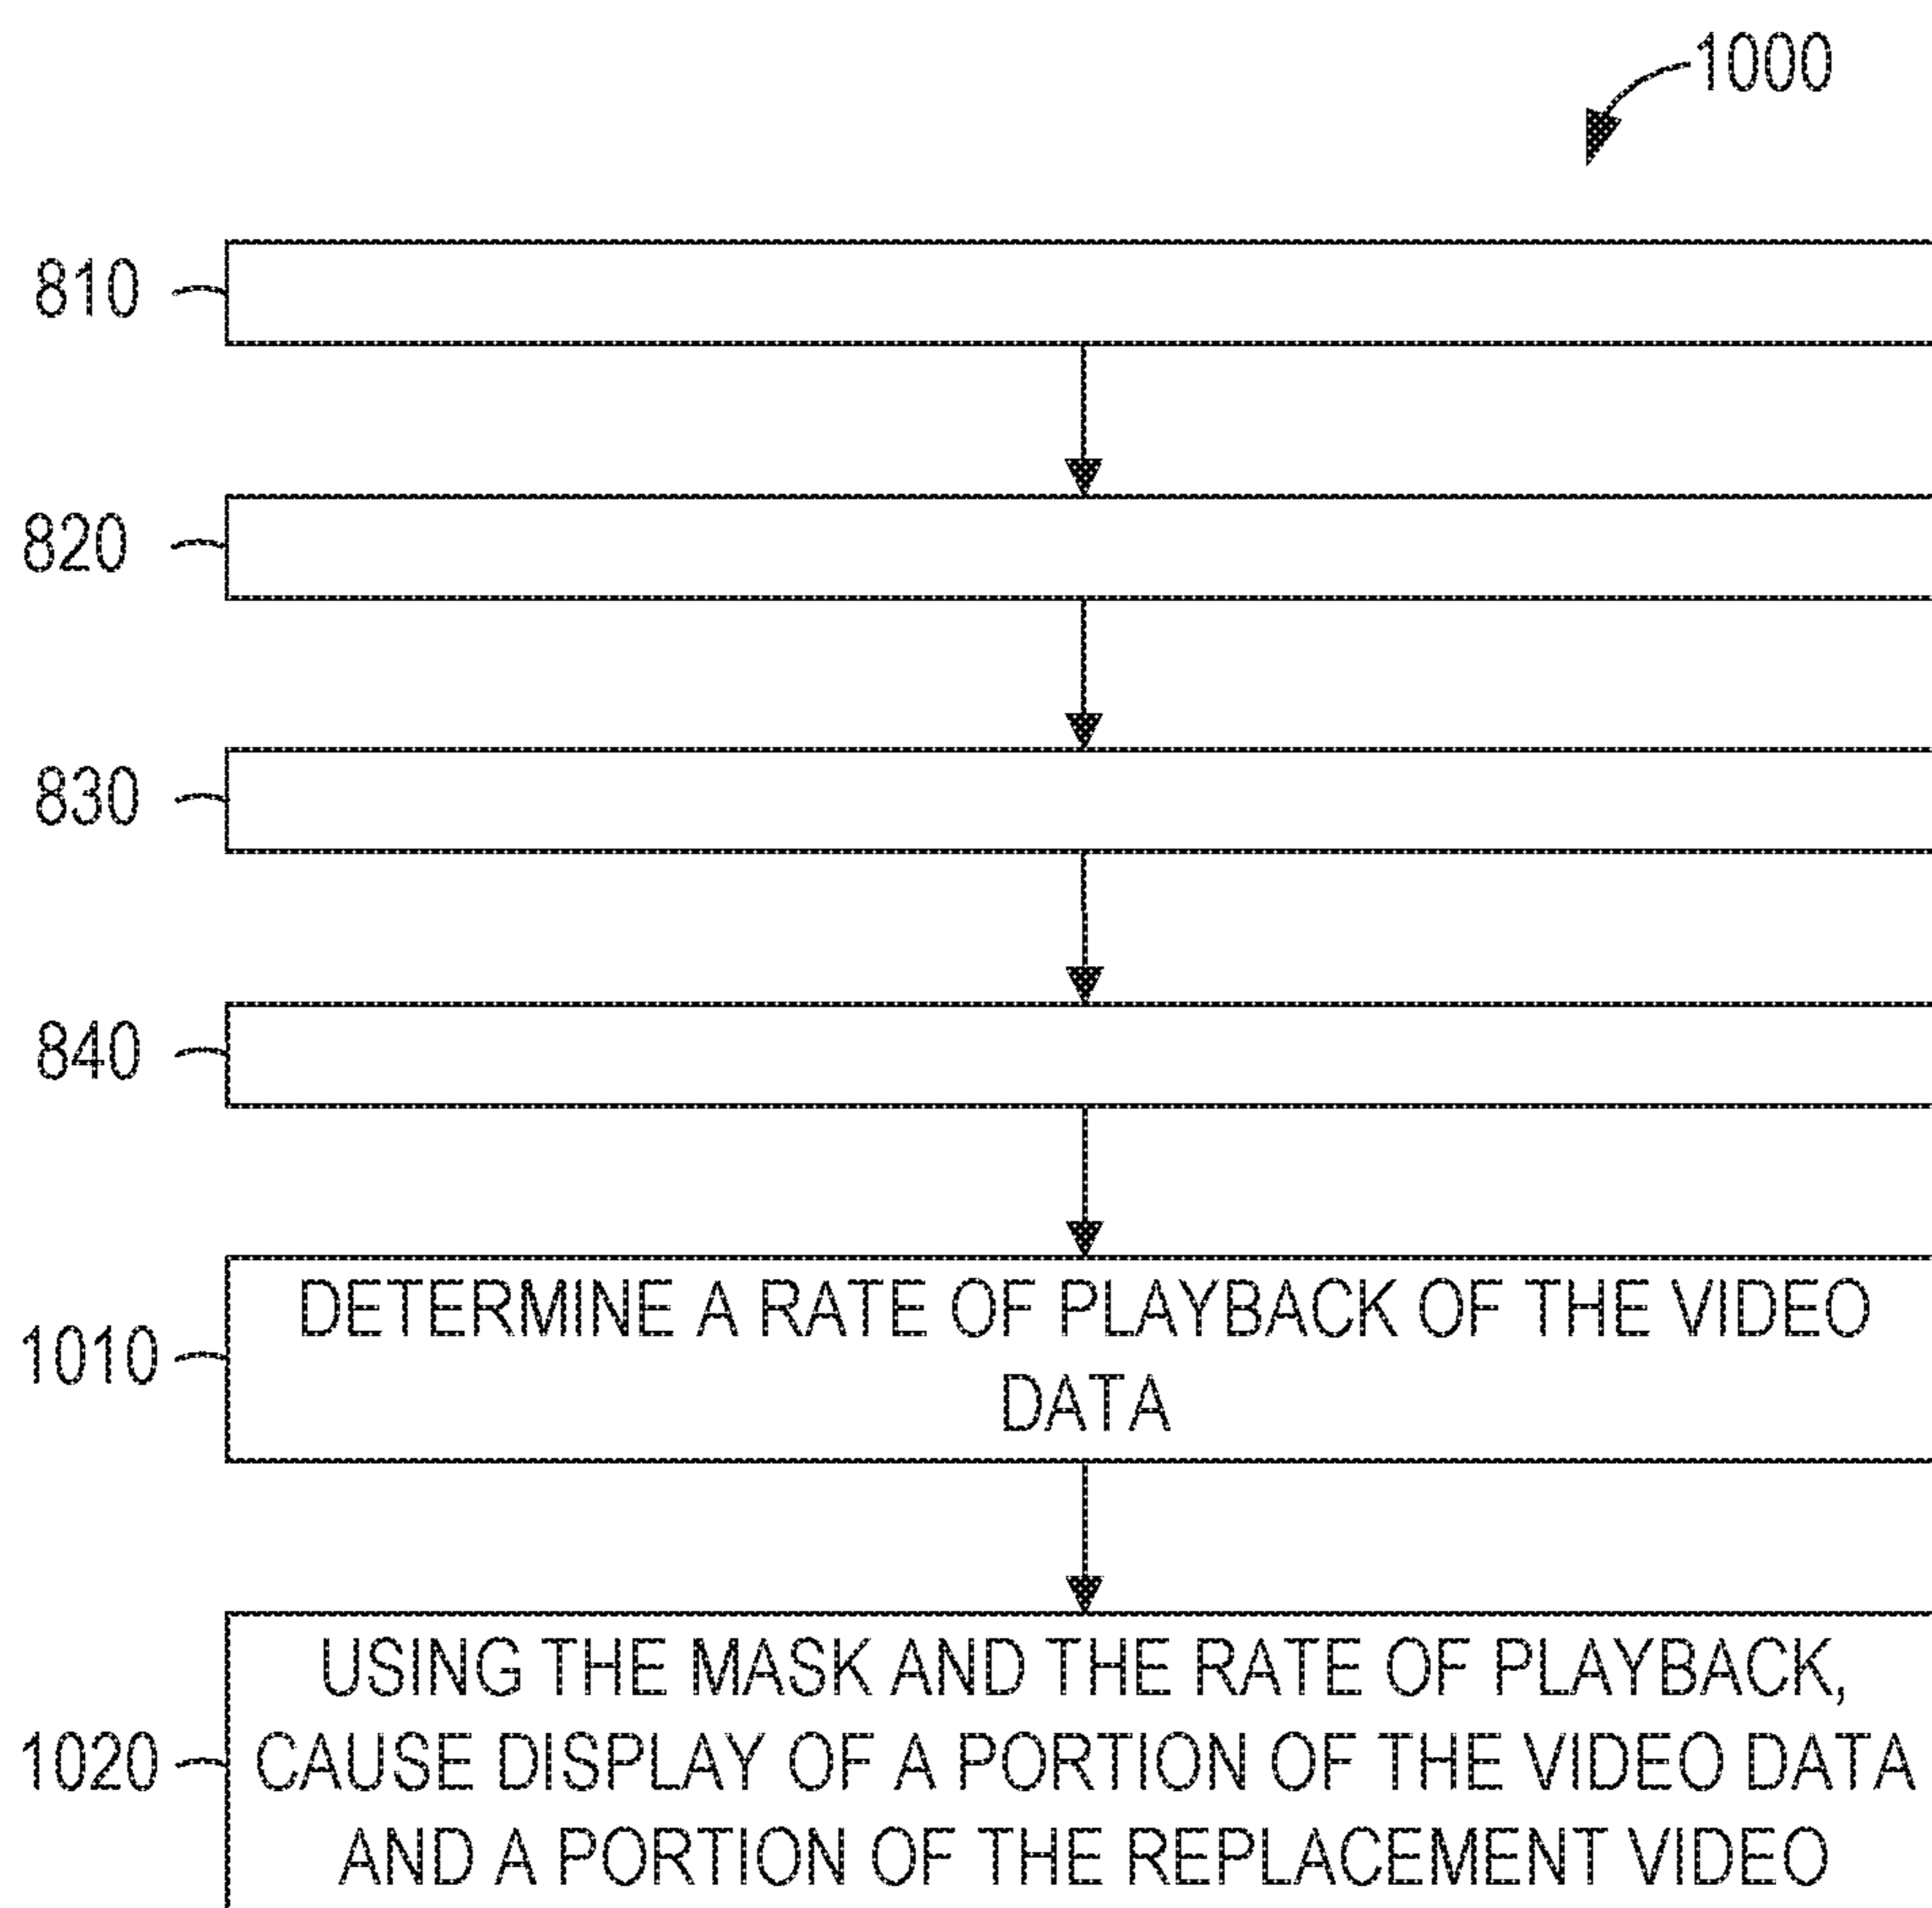 1000
810
820
830
840
1010
DETERMINE A RATE OF PLAYBACK OF THE VIDEO
DATA
1020
USING THE MASK AND THE RATE OF PLAYBACK,
CAUSE DISPLAY OF A PORTION OF THE VIDEO DATA
AND A PORTION OF THE REPLACEMENT VIDEO